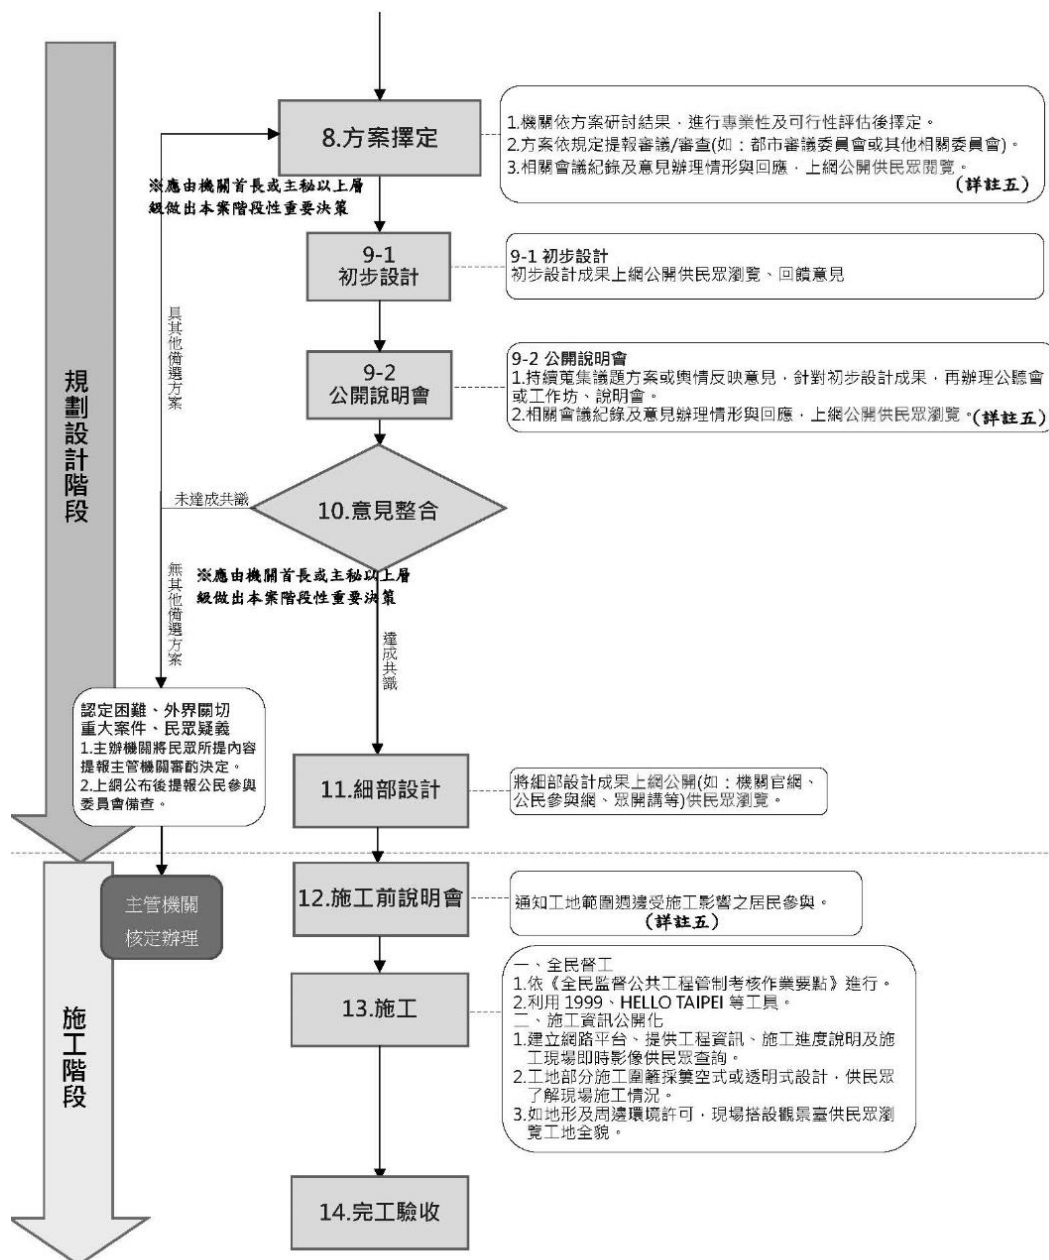 8.方案擇定
1.機關依方案研討結果，進行專業性及可行性評估後擇定。
2.方案依規定提報審議/審查(如：都市審議委員會或其他相關委員會)。
3.相關會議紀錄及意見辦理情形與回應，上網公開供民眾閱覽。
(詳註五)
※應由機關首長或主秘以上層
級做出本案階段性重要決策
9-1
初步設計
9-1 初步設計
初步設計成果上網公開供民眾瀏覽、回饋意見
具其他備選方案
9-2
公開說明會
9-2 公開說明會
1.持續蒐集議題方案或輿情反映意見，針對初步設計成果，再辦理公聽會
或工作坊、說明會。
2.相關會議紀錄及意見辦理情形與回應，上網公開供民眾瀏覽。(詳註五)
規劃設計階段
未達成共識
10.意見整合
無其他備選方案
※應由機關首長或主秘以上層
級做出本案階段性重要決策
達成共識
認定困難、外界關切
重大案件、民眾疑義
1.主辦機關將民眾所提內容
提報主管機關審酌決定。
2.上網公布後提報公民參與
委員會備查。
11.細部設計
將細部設計成果上網公開(如：機關官網、
公民參與網、眾開講等)供民眾瀏覽。
主管機關
核定辦理
12.施工前說明會
通知工地範圍週邊受施工影響之居民參與。
(詳註五)
施工階段
13.施工
一、全民督工
1.依《全民監督公共工程管制考核作業要點》進行。
2.利用 1999、HELLO TAIPEI 等工具。
二、施工資訊公開化
1.建立網路平台、提供工程資訊、施工進度說明及施
工現場即時影像供民眾查詢。
2.工地部分施工圍籬採簍空式或透明式設計，供民眾
了解現場施工情況。
3.如地形及周邊環境許可，現場搭設觀景臺供民眾瀏
覽工地全貌。
14.完工驗收